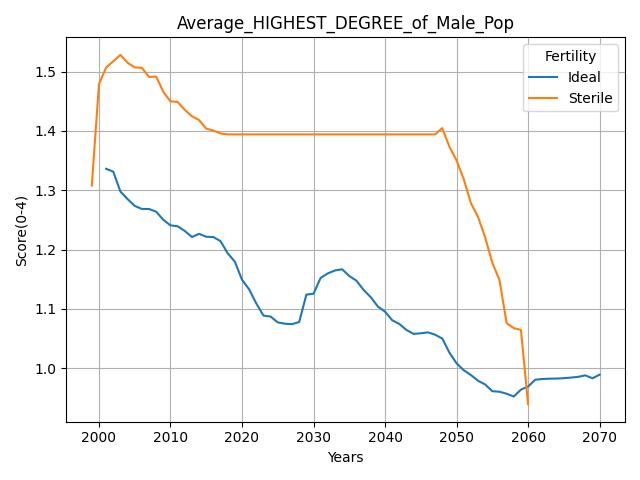 Average_HIGHEST_DEGREE_of_Male_Pop
Fertility
Ideal
Sterile
Score(0-4)
1.5
1.4
1.3
1.2
1.1
1.0
2000 2010 2020 2030 2040 2050 2060 2070
Years